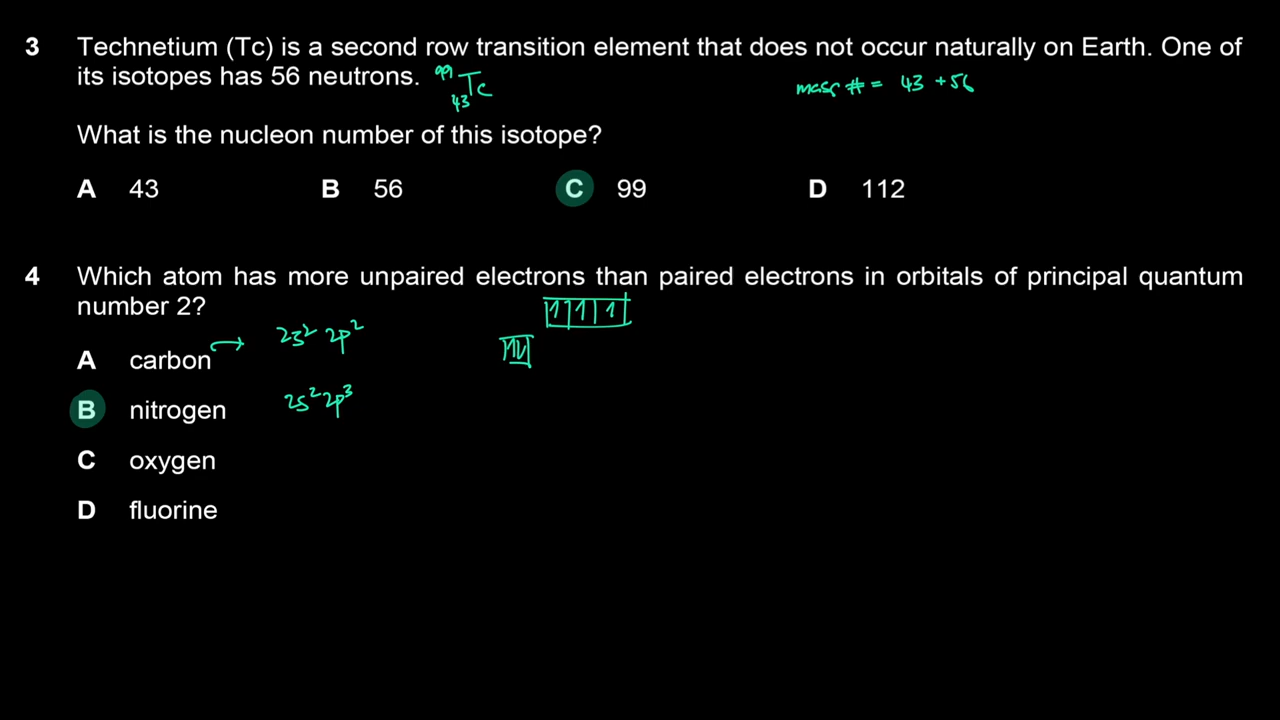 3 Technetium (Tc) is a second row transition element that does not occur naturally on Earth. One of
its isotopes has 56 neutrons. ⁹⁹₄₃Tc mass # = 43 + 56
What is the nucleon number of this isotope?
A 43 B 56 C 99 D 112
4 Which atom has more unpaired electrons than paired electrons in orbitals of principal quantum
number 2?
A carbon → 2s² 2p²
B nitrogen 2s² 2p³
C oxygen
D fluorine